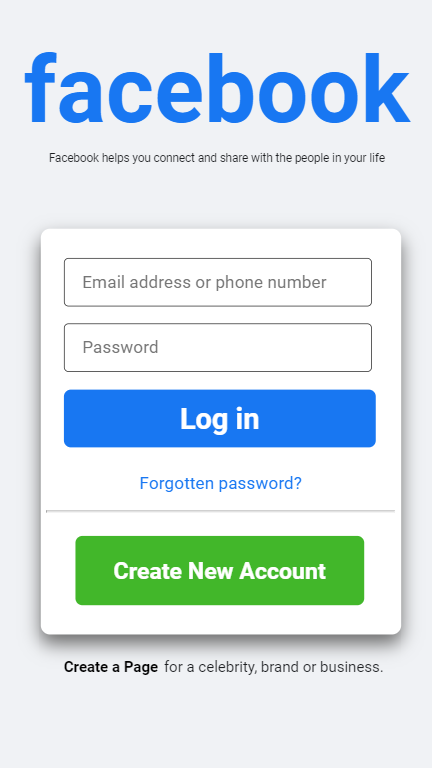 facebook
Facebook helps you connect and share with the people in your life
Email address or phone number
Password
Log in
Forgotten password?
Create New Account
Create a Page for a celebrity, brand or business.